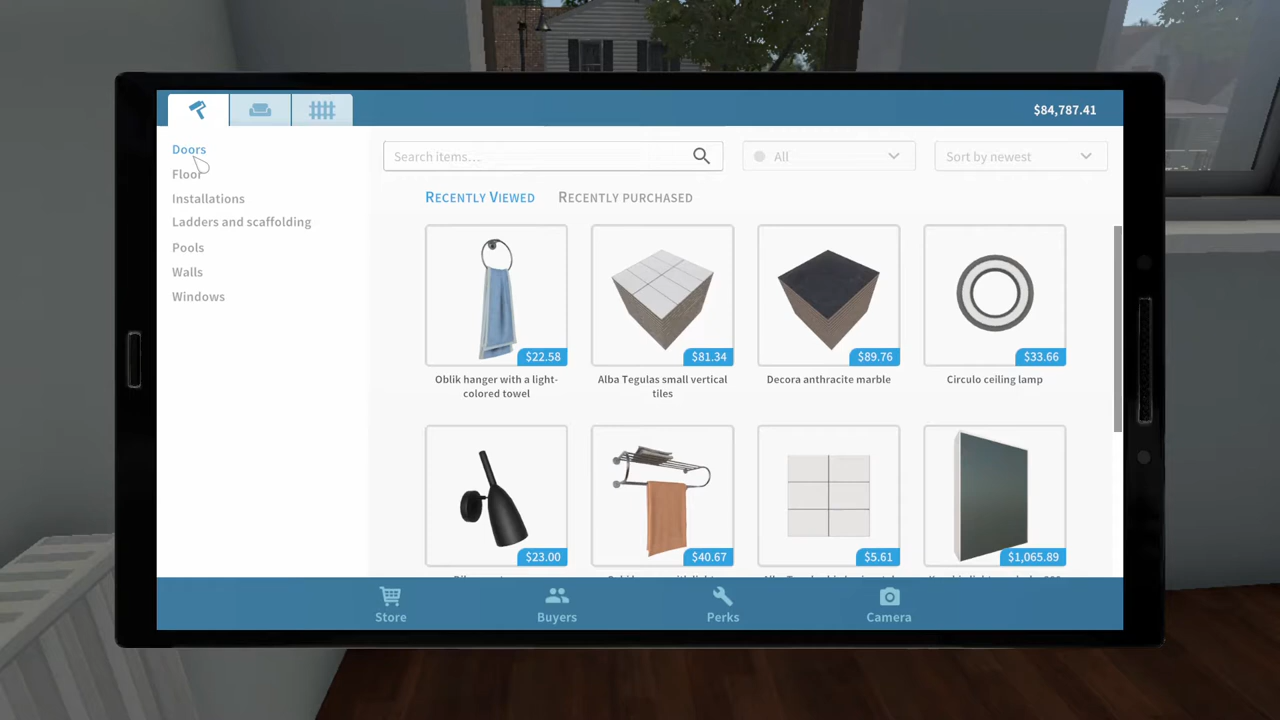 $84,787.41
Doors
Floor
Installations
Ladders and scaffolding
Pools
Walls
Windows
Search items...
All
Sort by newest
RECENTLY VIEWED
RECENTLY PURCHASED
$22.58
$81.34
$89.76
$33.66
Oblik hanger with a light-
colored towel
Alba Tegulas small vertical
tiles
Decora anthracite marble
Circulo ceiling lamp
$23.00
$40.67
$5.61
$1,065.89
Store
Buyers
Perks
Camera